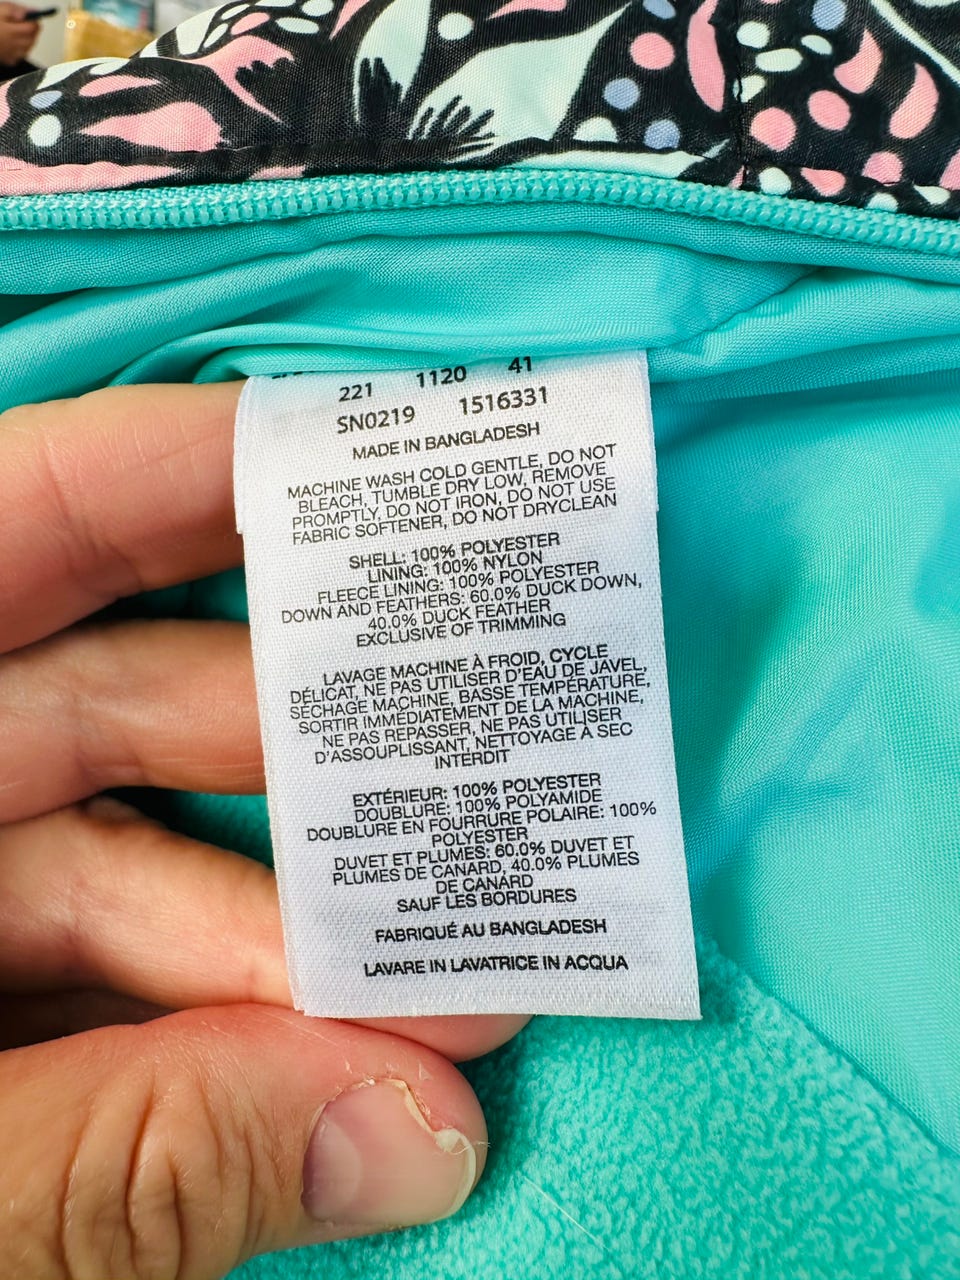 221 1120 41
SN0219 1516331
MADE IN BANGLADESH
MACHINE WASH COLD GENTLE, DO NOT
BLEACH, TUMBLE DRY LOW, REMOVE
PROMPTLY, DO NOT IRON, DO NOT USE
FABRIC SOFTENER, DO NOT DRYCLEAN
SHELL: 100% POLYESTER
LINING: 100% NYLON
FLEECE LINING: 100% POLYESTER
DOWN AND FEATHERS: 60.0% DUCK DOWN,
40.0% DUCK FEATHER
EXCLUSIVE OF TRIMMING
LAVAGE MACHINE À FROID, CYCLE
DÉLICAT, NE PAS UTILISER D'EAU DE JAVEL,
SÉCHAGE MACHINE, BASSE TEMPÉRATURE,
SORTIR IMMÉDIATEMENT DE LA MACHINE,
NE PAS REPASSER, NE PAS UTILISER
D'ASSOUPLISSANT, NETTOYAGE À SEC
INTERDIT
EXTÉRIEUR: 100% POLYESTER
DOUBLURE: 100% POLYAMIDE
DOUBLURE EN FOURRURE POLAIRE: 100%
POLYESTER
DUVET ET PLUMES: 60.0% DUVET ET
PLUMES DE CANARD, 40.0% PLUMES
DE CANARD
SAUF LES BORDURES
FABRIQUÉ AU BANGLADESH
LAVARE IN LAVATRICE IN ACQUA